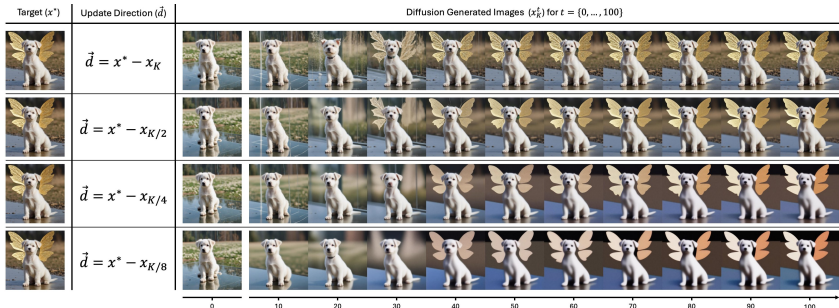 Target (x*)
Update Direction (d⃗)
Diffusion Generated Images (x_K^t) for t = {0, ..., 100}
d⃗ = x* − x_K
d⃗ = x* − x_{K/2}
d⃗ = x* − x_{K/4}
d⃗ = x* − x_{K/8}
0 10 20 30 40 50 60 70 80 90 100